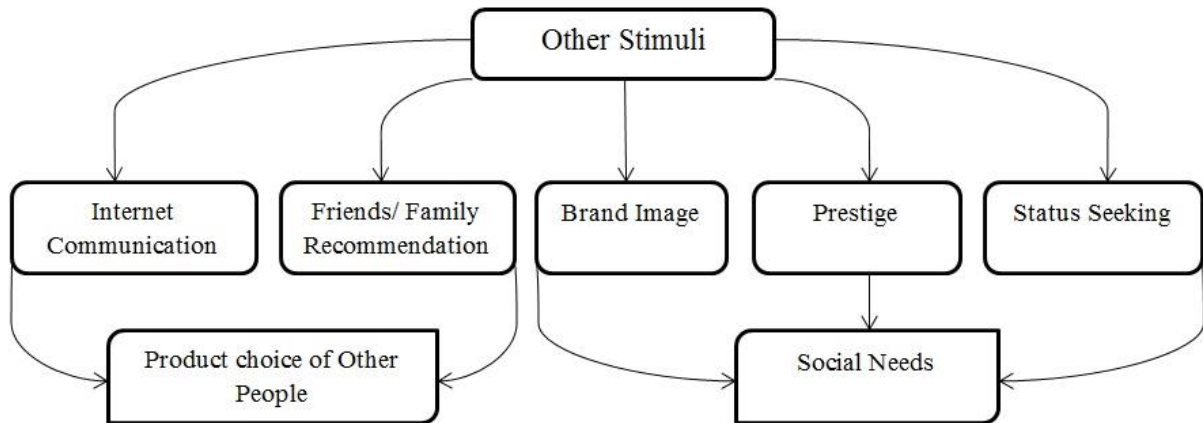 Other Stimuli
Internet
Communication
Friends/ Family
Recommendation
Brand Image
Prestige
Status Seeking
Product choice of Other
People
Social Needs